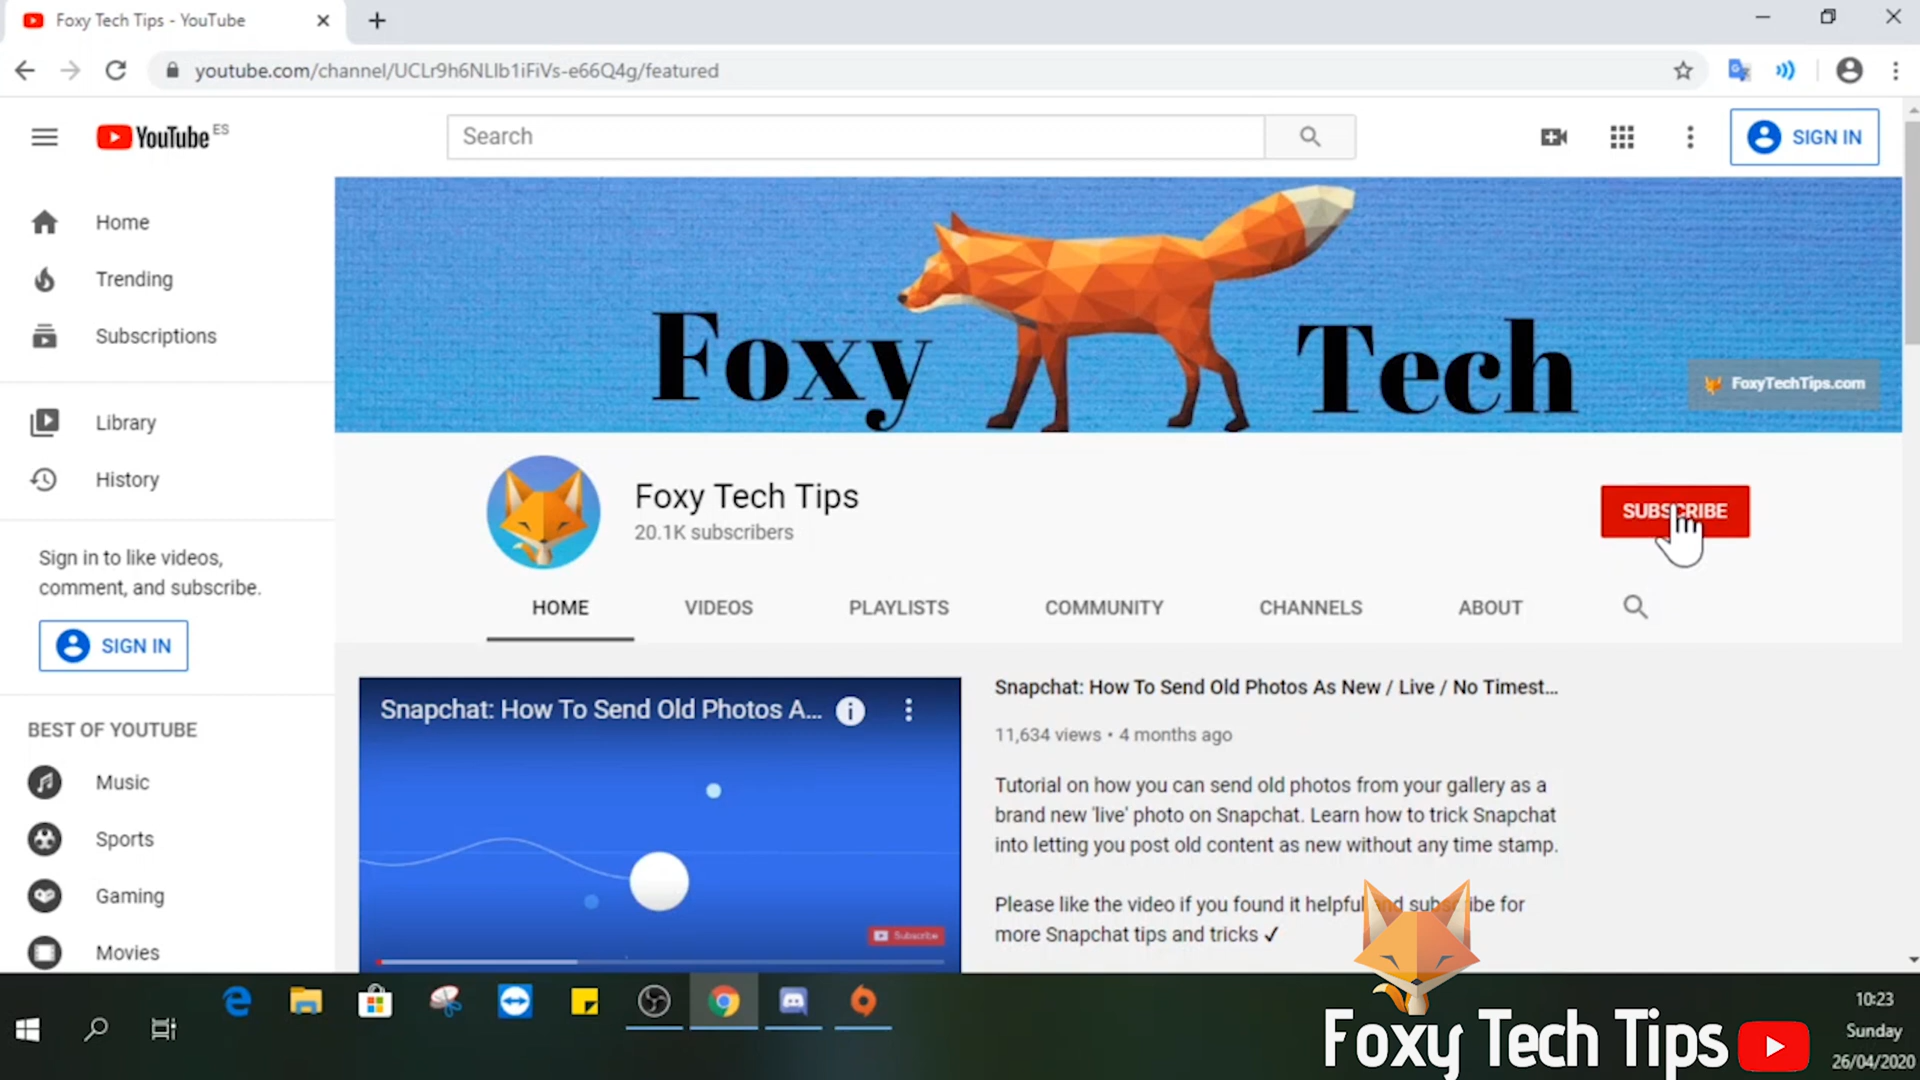 Foxy Tech Tips - YouTube
youtube.com/channel/UCLr9h6NLIb1iFiVs-e66Q4g/featured
YouTube ES
Search
SIGN IN
Home
Trending
Subscriptions
Library
History
Sign in to like videos,
comment, and subscribe.
SIGN IN
BEST OF YOUTUBE
Music
Sports
Gaming
Movies
Foxy Tech
FoxyTechTips.com
Foxy Tech Tips
20.1K subscribers
SUBSCRIBE
HOME VIDEOS PLAYLISTS COMMUNITY CHANNELS ABOUT
Snapchat: How To Send Old Photos A...
Subscribe
Snapchat: How To Send Old Photos As New / Live / No Timest...
11,634 views • 4 months ago
Tutorial on how you can send old photos from your gallery as a
brand new 'live' photo on Snapchat. Learn how to trick Snapchat
into letting you post old content as new without any time stamp.
Please like the video if you found it helpful and subscribe for
more Snapchat tips and tricks ✓
Foxy Tech Tips
10:23
Sunday
26/04/2020